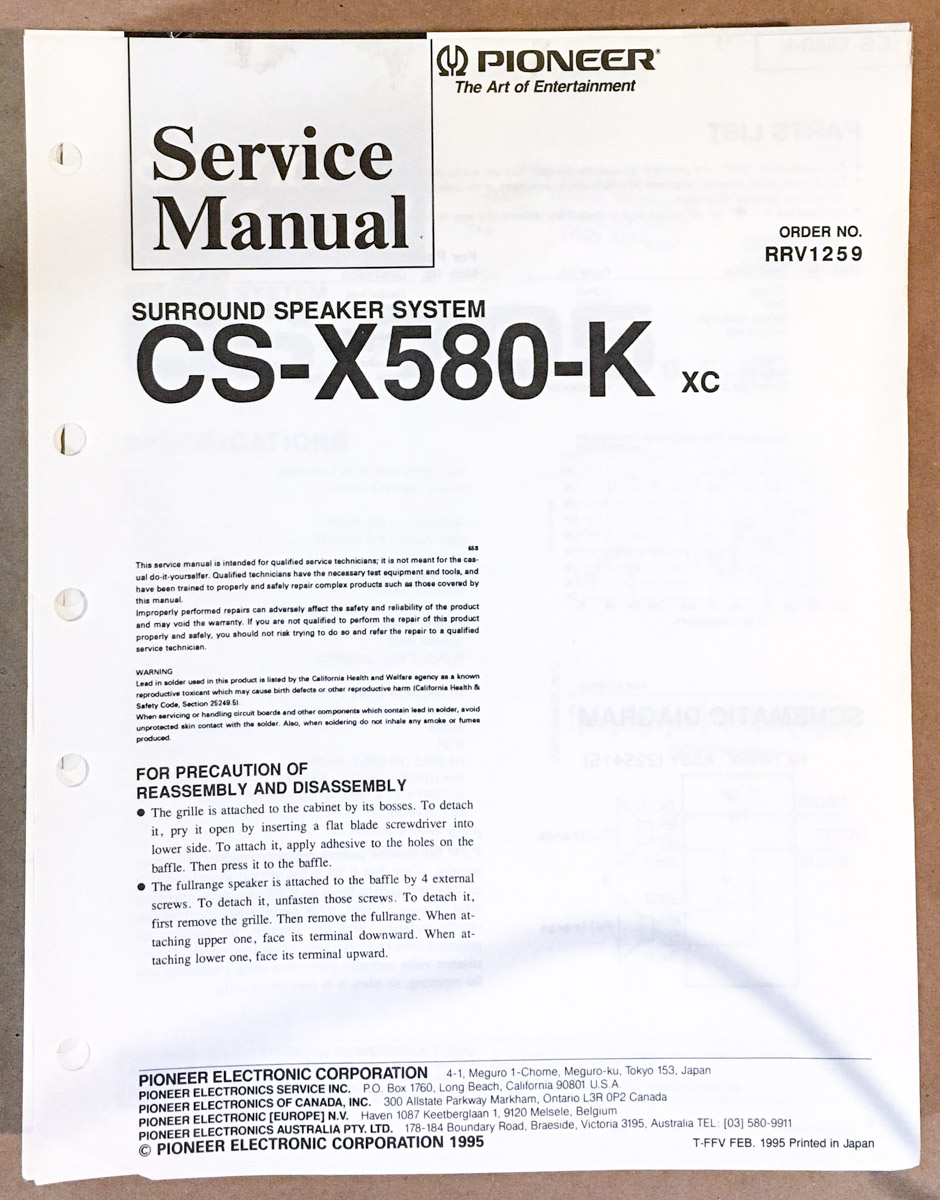 PIONEER®
The Art of Entertainment
Service
Manual
ORDER NO.
RRV1259
SURROUND SPEAKER SYSTEM
CS-X580-K XC
This service manual is intended for qualified service technicians; it is not meant for the cas-
ual do-it-yourselfer. Qualified technicians have the necessary test equipment and tools, and
have been trained to properly and safely repair complex products such as those covered by
this manual.
Improperly performed repairs can adversely affect the safety and reliability of the product
and may void the warranty. If you are not qualified to perform the repair of this product
properly and safely, you should not risk trying to do so and refer the repair to a qualified
service technician.
WARNING
Lead in solder used in this product is listed by the California Health and Welfare agency as a known
reproductive toxicant which may cause birth defects or other reproductive harm (California Health &
Safety Code, Section 25249.5).
When servicing or handling circuit boards and other components which contain lead in solder, avoid
unprotected skin contact with the solder. Also, when soldering do not inhale any smoke or fumes
produced.
FOR PRECAUTION OF
REASSEMBLY AND DISASSEMBLY
● The grille is attached to the cabinet by its bosses. To detach
it, pry it open by inserting a flat blade screwdriver into
lower side. To attach it, apply adhesive to the holes on the
baffle. Then press it to the baffle.
● The fullrange speaker is attached to the baffle by 4 external
screws. To detach it, unfasten those screws. To detach it,
first remove the grille. Then remove the fullrange. When at-
taching upper one, face its terminal downward. When at-
taching lower one, face its terminal upward.
PIONEER ELECTRONIC CORPORATION 4-1, Meguro 1-Chome, Meguro-ku, Tokyo 153, Japan
PIONEER ELECTRONICS SERVICE INC. P.O. Box 1760, Long Beach, California 90801 U.S.A.
PIONEER ELECTRONICS OF CANADA, INC. 300 Allstate Parkway Markham, Ontario L3R 0P2 Canada
PIONEER ELECTRONIC [EUROPE] N.V. Haven 1087 Keetberglaan 1, 9120 Melsele, Belgium
PIONEER ELECTRONICS AUSTRALIA PTY. LTD. 178-184 Boundary Road, Braeside, Victoria 3195, Australia TEL: [03] 580-9911
© PIONEER ELECTRONIC CORPORATION 1995
T-FFV FEB. 1995 Printed in Japan